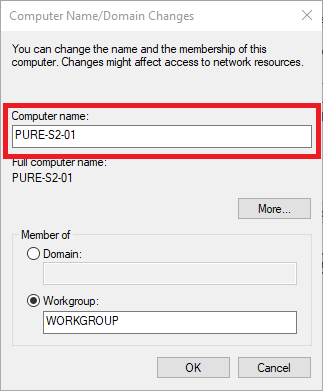 Computer Name/Domain Changes
You can change the name and the membership of this
computer. Changes might affect access to network resources.
Computer name:
PURE-S2-01
Full computer name:
PURE-S2-01
More...
Member of
Domain:
Workgroup:
WORKGROUP
OK Cancel